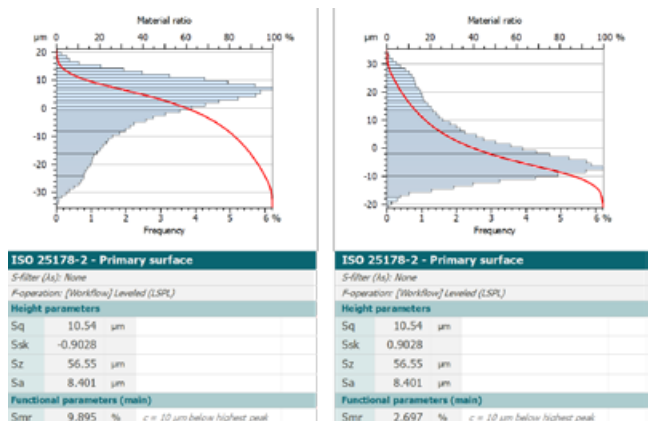 Material ratio
µm 0 20 40 60 80 100 %
20
10
0
-10
-20
-30
0 1 2 3 4 5 6 %
Frequency
ISO 25178-2 - Primary surface
S-filter (λs): None
F-operation: [Workflow] Leveled (LSPL)
Height parameters
Sq 10.54 µm
Ssk -0.9028
Sz 56.55 µm
Sa 8.401 µm
Functional parameters (main)
Smr 9.895 % c = 10 µm below highest peak
Material ratio
µm 0 20 40 60 80 100 %
30
20
10
0
-10
-20
0 1 2 3 4 5 6 %
Frequency
ISO 25178-2 - Primary surface
S-filter (λs): None
F-operation: [Workflow] Leveled (LSPL)
Height parameters
Sq 10.54 µm
Ssk 0.9028
Sz 56.55 µm
Sa 8.401 µm
Functional parameters (main)
Smr 2.697 % c = 10 µm below highest peak